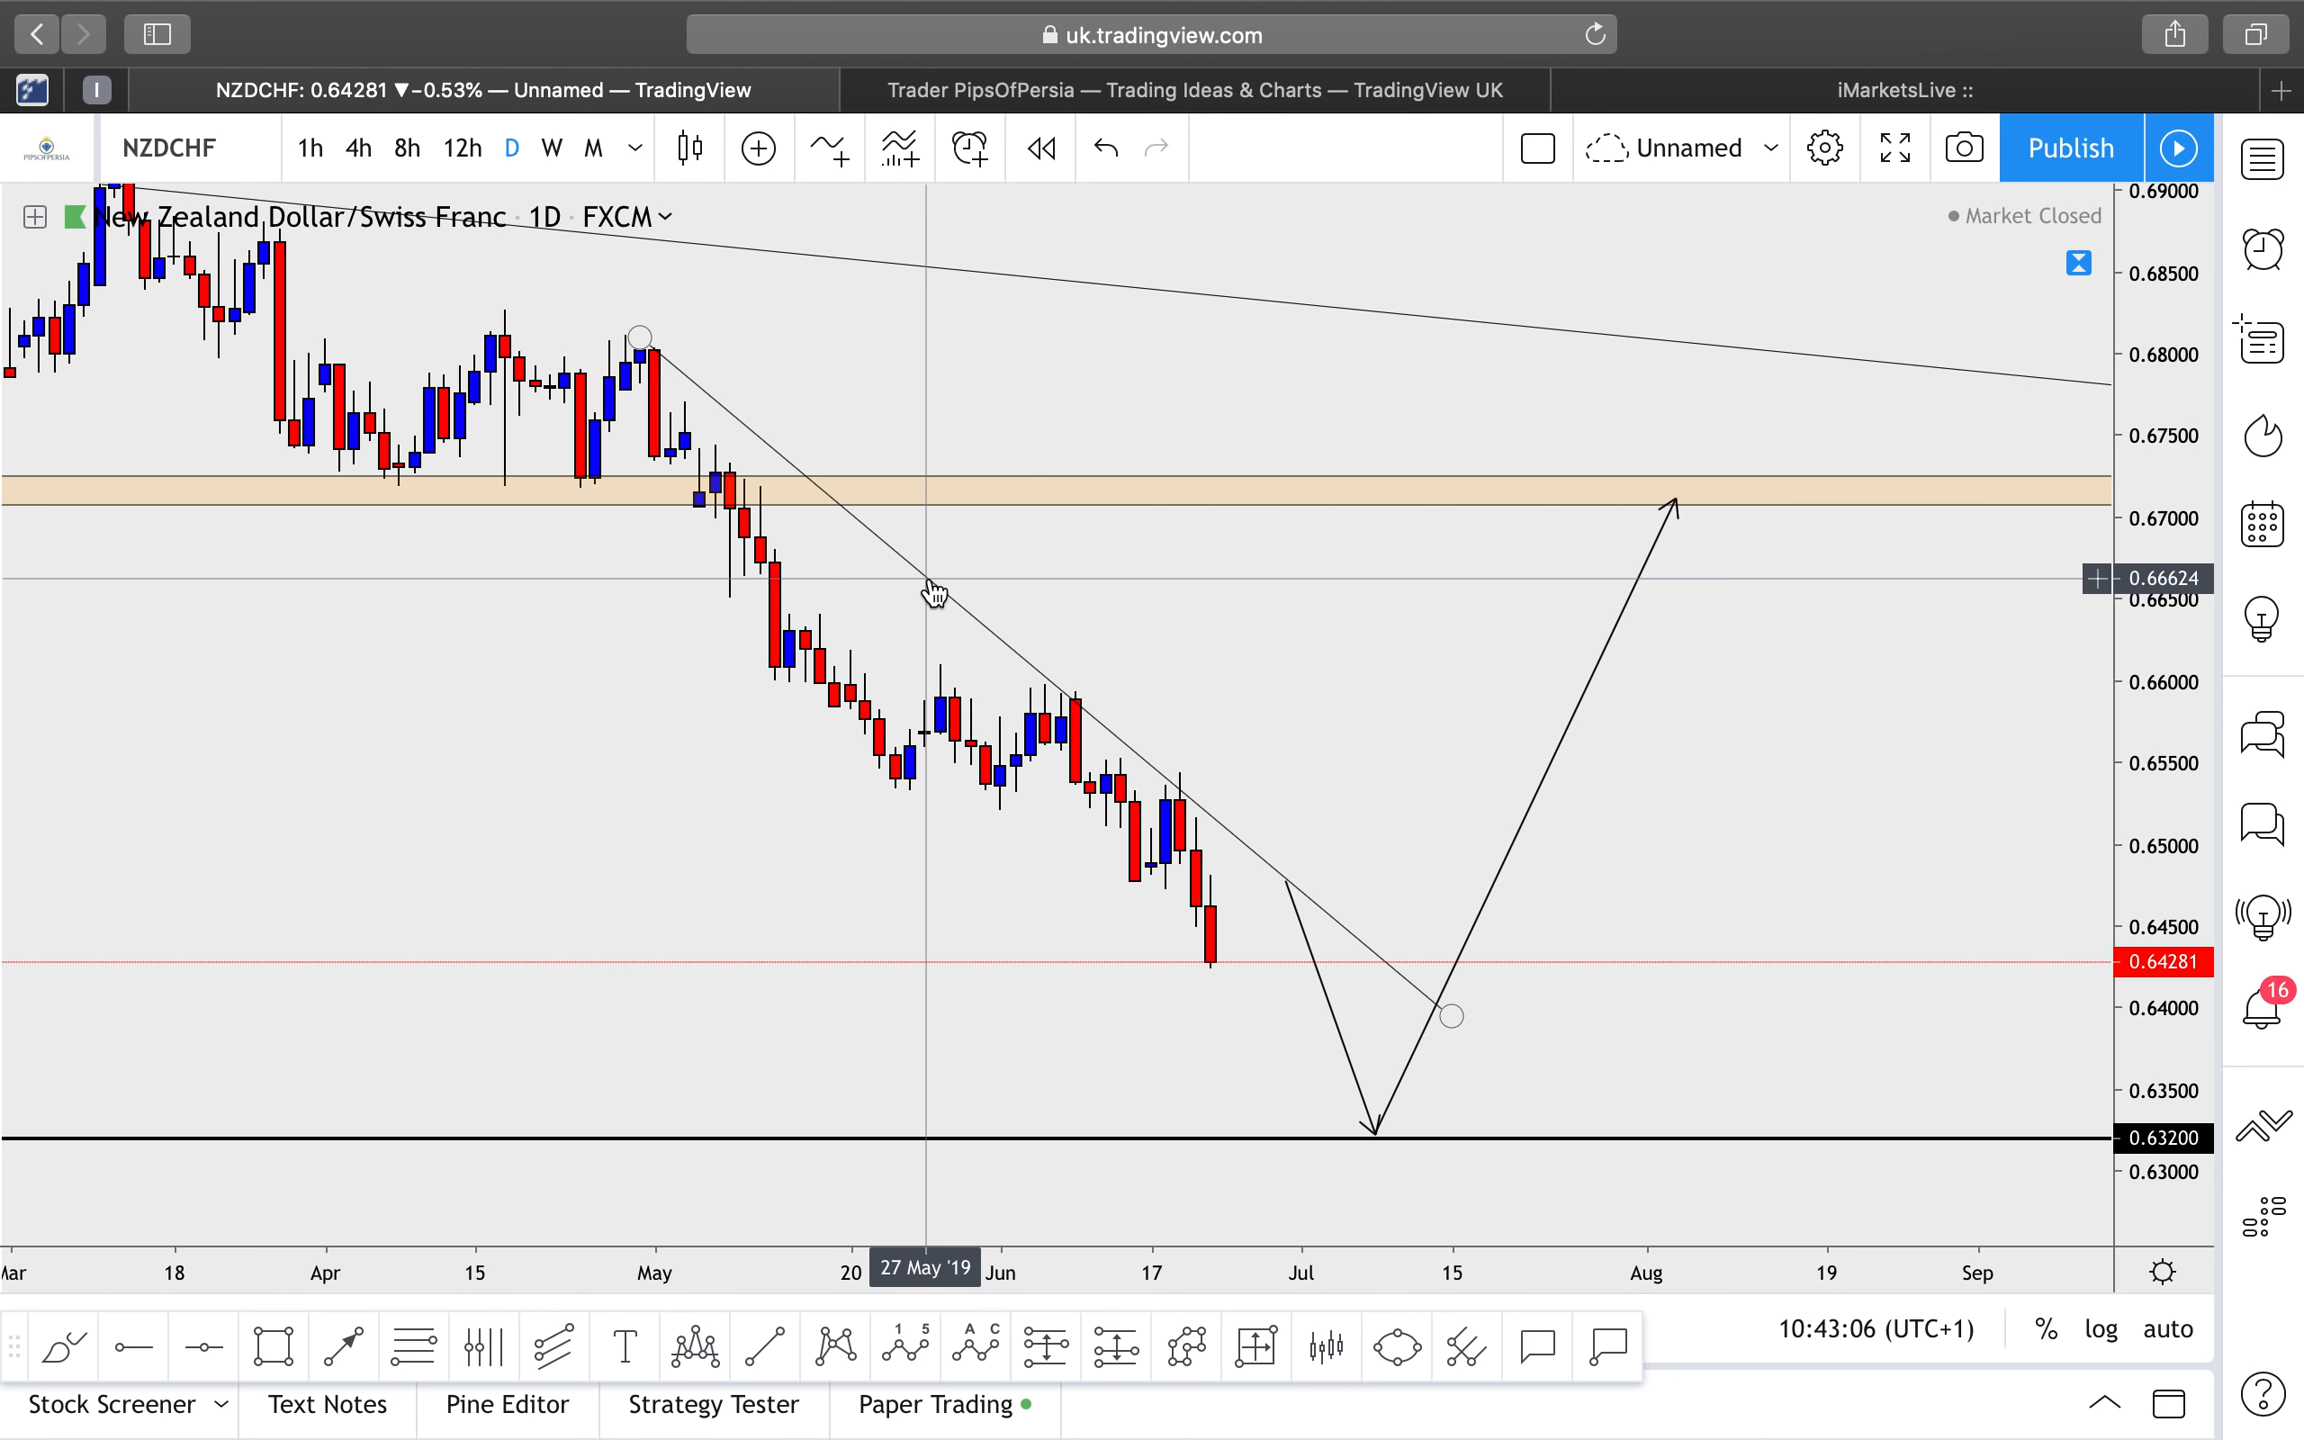 uk.tradingview.com
I
NZDCHF: 0.64281 ▼−0.53% — Unnamed — TradingView
Trader PipsOfPersia — Trading Ideas & Charts — TradingView UK
iMarketsLive ::
PIPSOFPERSIA
NZDCHF
1h 4h 8h 12h D W M
Unnamed
Publish
New Zealand Dollar/Swiss Franc · 1D · FXCM
Market Closed
0.69000
0.68500
0.68000
0.67500
0.67000
0.66624
0.66500
0.66000
0.65500
0.65000
0.64500
0.64281
0.64000
0.63500
0.63200
0.63000
16
Mar 18 Apr 15 May 20 27 May '19 Jun 17 Jul 15 Aug 19 Sep
10:43:06 (UTC+1) % log auto
T
1 5
A C
Stock Screener Text Notes Pine Editor Strategy Tester Paper Trading